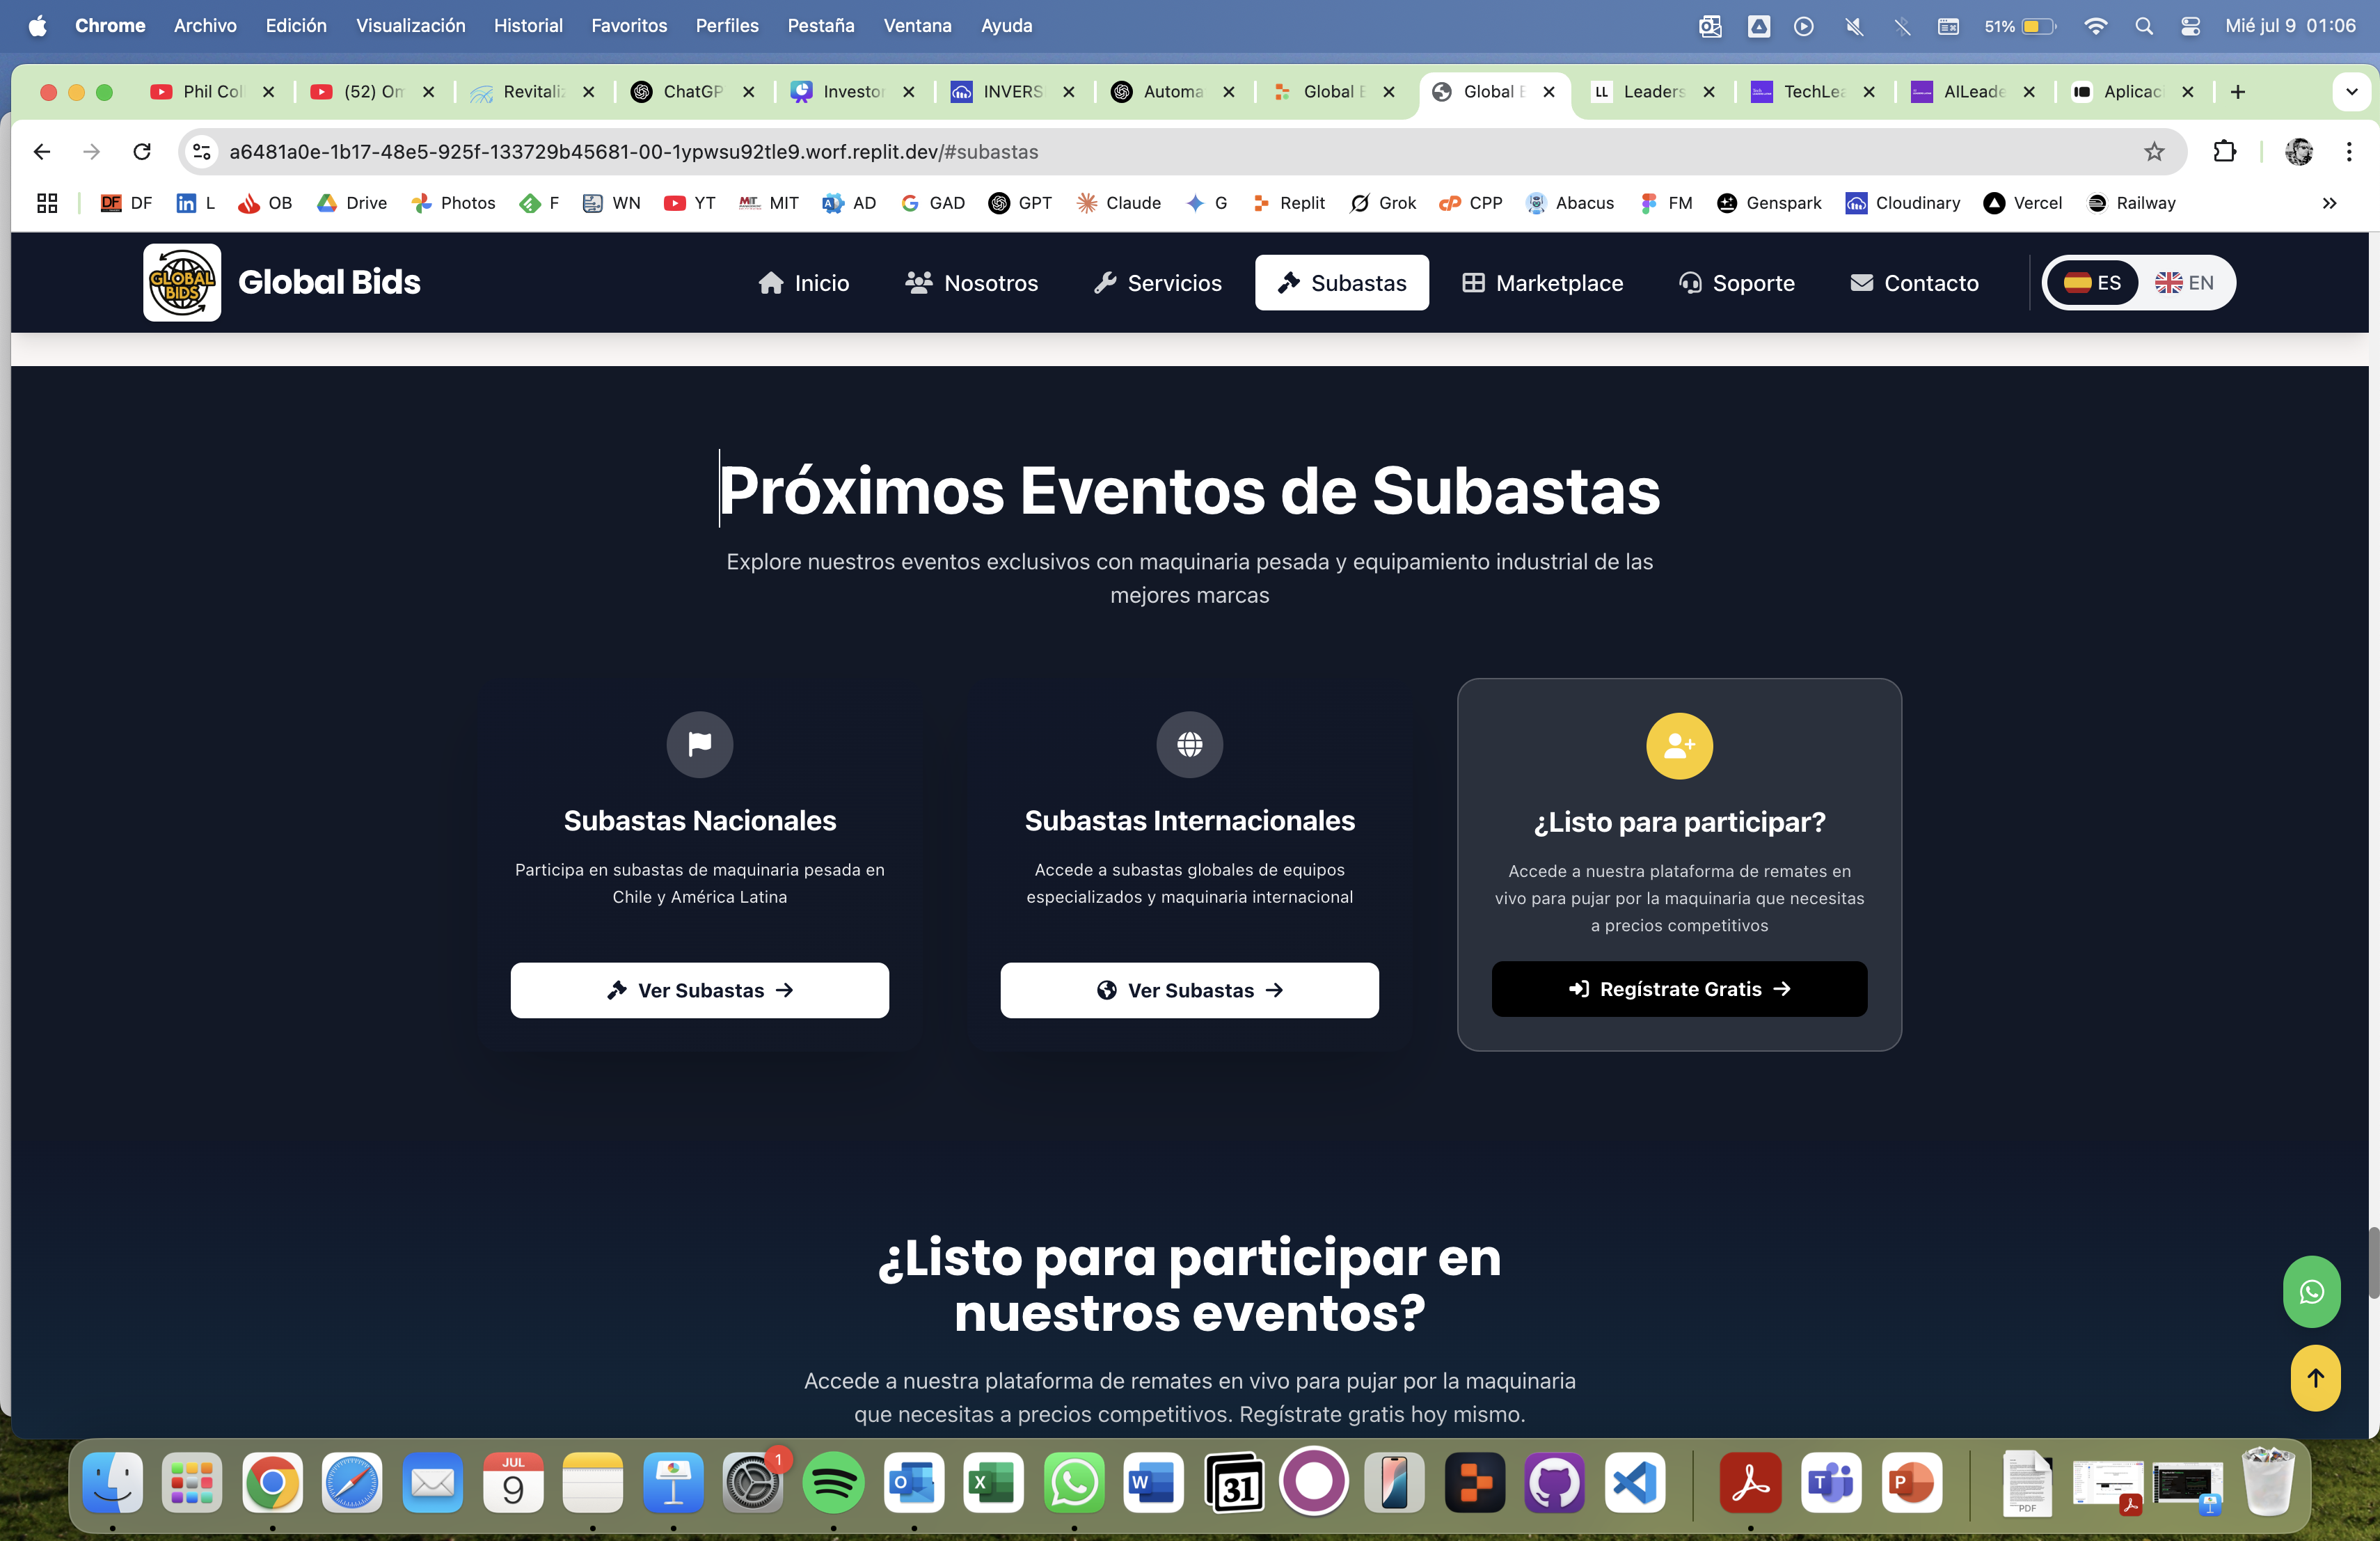 Chrome Archivo Edición Visualización Historial Favoritos Perfiles Pestaña Ventana Ayuda 51% Mié jul 9 01:06
Phil Col (52) Om Revitaliz ChatGP Investor INVERS Automa Global B Global B Leaders TechLea AILeade Aplicac
a6481a0e-1b17-48e5-925f-133729b45681-00-1ypwsu92tle9.worf.replit.dev/#subastas
DF DF L OB Drive Photos F WN YT MIT AD GAD GPT Claude G Replit Grok CPP Abacus FM Genspark Cloudinary Vercel Railway
GLOBAL BIDS Global Bids Inicio Nosotros Servicios Subastas Marketplace Soporte Contacto ES EN
Próximos Eventos de Subastas
Explore nuestros eventos exclusivos con maquinaria pesada y equipamiento industrial de las
mejores marcas
Subastas Nacionales
Participa en subastas de maquinaria pesada en
Chile y América Latina
Ver Subastas →
Subastas Internacionales
Accede a subastas globales de equipos
especializados y maquinaria internacional
Ver Subastas →
¿Listo para participar?
Accede a nuestra plataforma de remates en
vivo para pujar por la maquinaria que necesitas
a precios competitivos
Regístrate Gratis →
¿Listo para participar en
nuestros eventos?
Accede a nuestra plataforma de remates en vivo para pujar por la maquinaria
que necesitas a precios competitivos. Regístrate gratis hoy mismo.
JUL 9 1 31 PDF